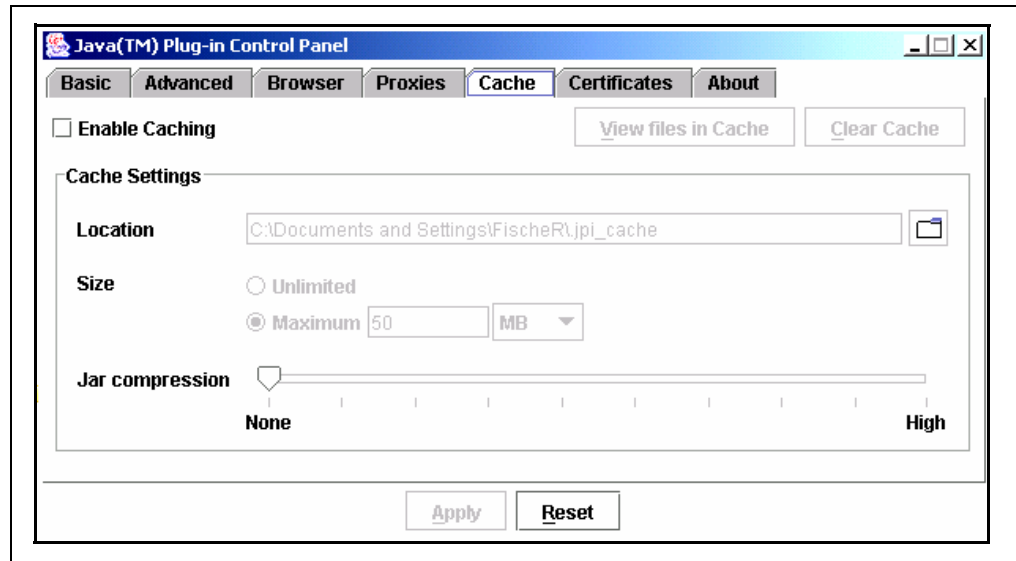 Java(TM) Plug-in Control Panel
Basic Advanced Browser Proxies Cache Certificates About
Enable Caching View files in Cache Clear Cache
Cache Settings
Location C:\Documents and Settings\FischeR\.jpi_cache
Size Unlimited
Maximum 50 MB
Jar compression
None High
Apply Reset